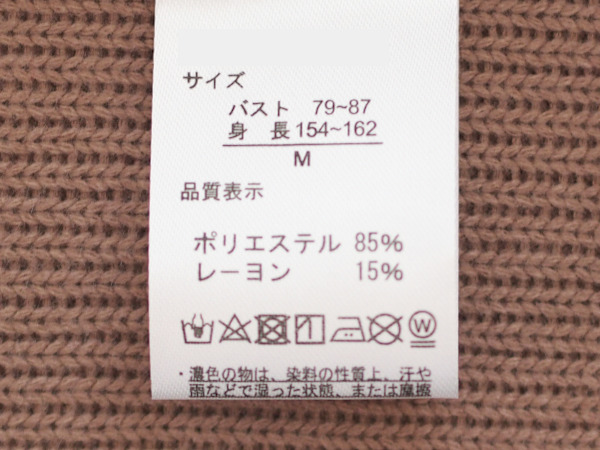 サイズ
バスト 79~87
身 長 154~162
M
品質表示
ポリエステル 85%
レーヨン 15%
W
・濃色の物は、染料の性質上、汗や
雨などで湿った状態、または摩擦